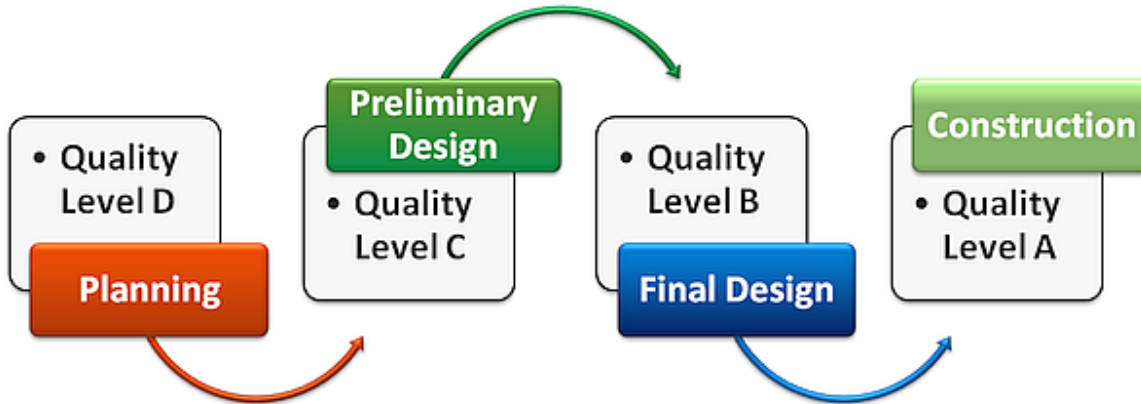 • Quality
Level D
Planning
Preliminary
Design
• Quality
Level C
• Quality
Level B
Final Design
Construction
• Quality
Level A